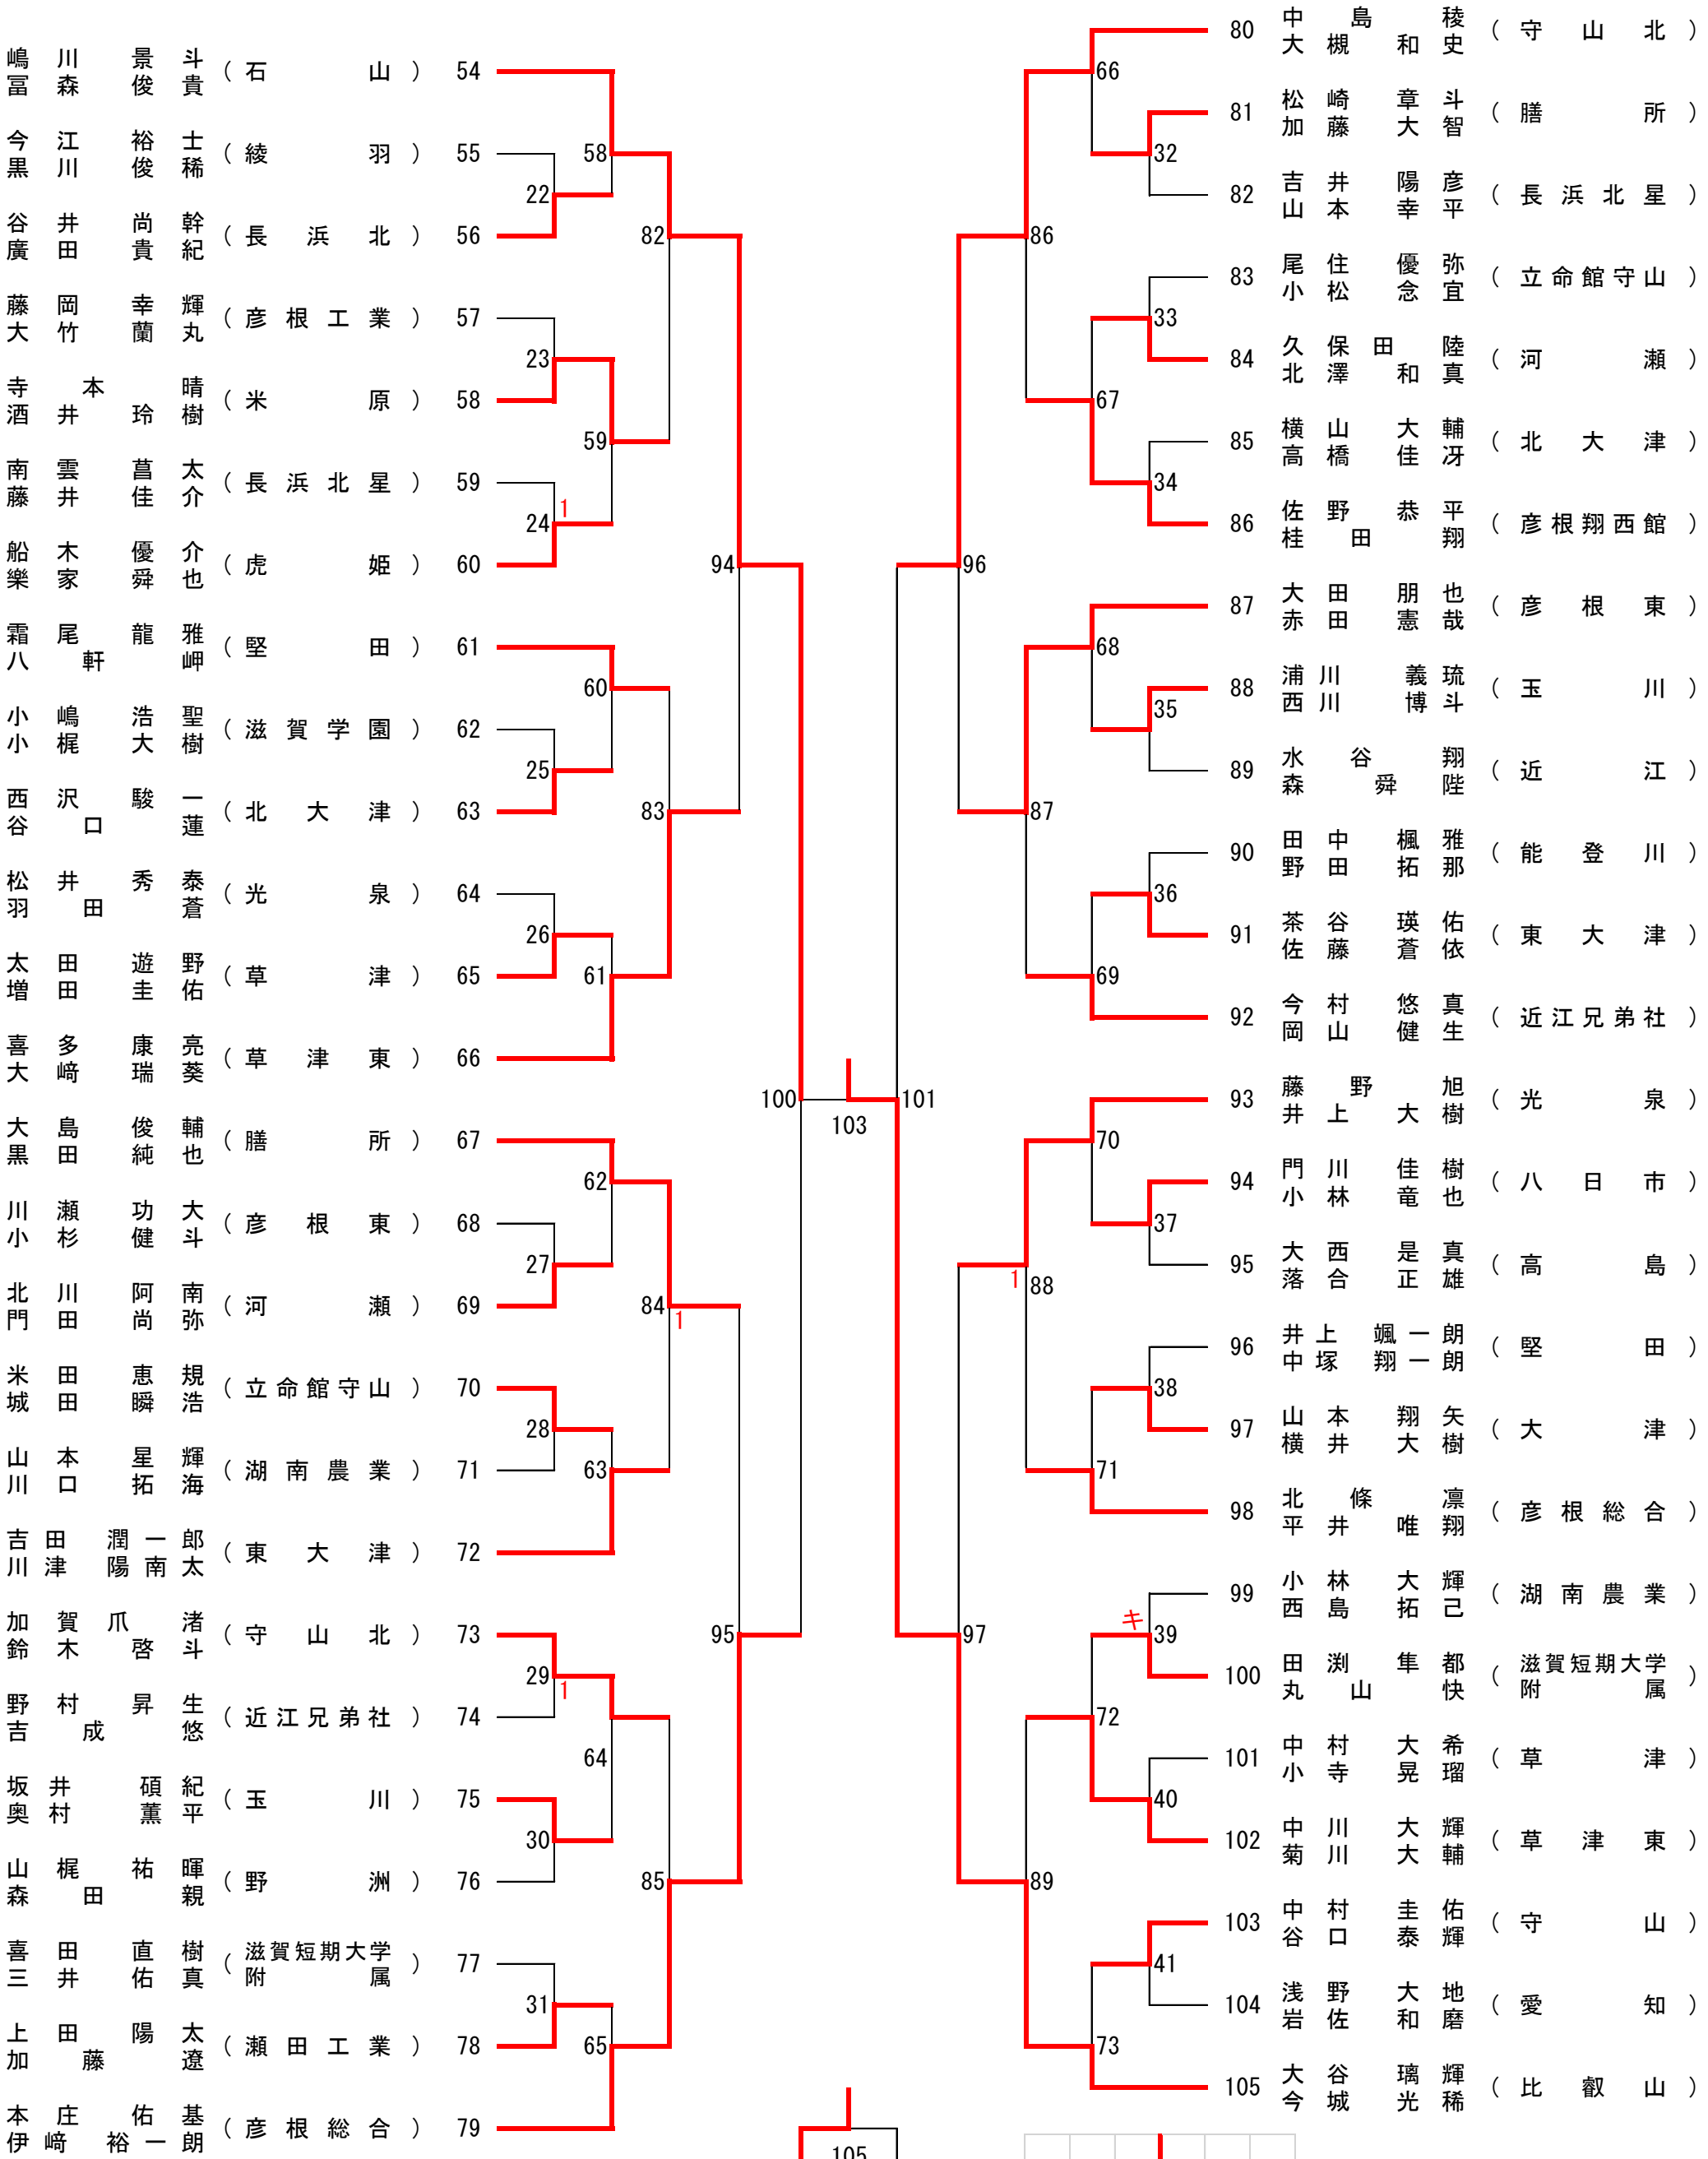 嶋川景斗
冨森俊貴
(石山) 54
今江裕士
黒川俊稀
(綾羽) 55
谷井尚幹
廣田貴紀
(長浜北) 56
藤岡幸輝
大竹蘭丸
(彦根工業) 57
寺本晴
酒井玲樹
(米原) 58
南雲菖太
藤井佳介
(長浜北星) 59
船木優介
樂家舜也
(虎姫) 60
霜尾龍雅
八軒岬
(堅田) 61
小嶋浩聖
小梶大樹
(滋賀学園) 62
西沢駿一
谷口蓮
(北大津) 63
松井秀泰
羽田蒼
(光泉) 64
太田遊野
増田圭佑
(草津) 65
喜多康亮
大﨑瑞葵
(草津東) 66
大島俊輔
黒田純也
(膳所) 67
川瀬功大
小杉健斗
(彦根東) 68
北川阿南
門田尚弥
(河瀬) 69
米田恵規
城田瞬浩
(立命館守山) 70
山本星輝
川口拓海
(湖南農業) 71
吉田潤一郎
川津陽南太
(東大津) 72
加賀爪渚
鈴木啓斗
(守山北) 73
野村昇生
吉成悠
(近江兄弟社) 74
坂井碩紀
奥村薫平
(玉川) 75
山梶祐暉
森田親
(野洲) 76
喜田直樹
三井佑真
(滋賀短期大学
附属) 77
上田陽太
加藤遼
(瀬田工業) 78
本庄佑基
伊﨑裕一朗
(彦根総合) 79
22
23
24
1
25
26
27
28
29
1
30
31
58
59
60
61
62
63
64
65
82
83
84
1
85
94
95
100
103
101
105
96
97
86
87
88
1
89
66
67
68
69
70
71
72
73
32
33
34
35
36
37
38
キ
39
40
41
80 中島稜
大槻和史
(守山北)
81 松崎章斗
加藤大智
(膳所)
82 吉井陽彦
山本幸平
(長浜北星)
83 尾住優弥
小松念宜
(立命館守山)
84 久保田陸
北澤和真
(河瀬)
85 横山大輔
高橋佳冴
(北大津)
86 佐野恭平
桂田翔
(彦根翔西館)
87 大田朋也
赤田憲哉
(彦根東)
88 浦川義琉
西川博斗
(玉川)
89 水谷翔
森舜陛
(近江)
90 田中楓雅
野田拓那
(能登川)
91 茶谷瑛佑
佐藤蒼依
(東大津)
92 今村悠真
岡山健生
(近江兄弟社)
93 藤野旭
井上大樹
(光泉)
94 門川佳樹
小林竜也
(八日市)
95 大西是真
落合正雄
(高島)
96 井上颯一朗
中塚翔一朗
(堅田)
97 山本翔矢
横井大樹
(大津)
98 北條凛
平井唯翔
(彦根総合)
99 小林大輝
西島拓己
(湖南農業)
100 田渕隼都
丸山快
(滋賀短期大学
附属)
101 中村大希
小寺晃瑠
(草津)
102 中川大輝
菊川大輔
(草津東)
103 中村圭佑
谷口泰輝
(守山)
104 浅野大地
岩佐和磨
(愛知)
105 大谷璃輝
今城光稀
(比叡山)